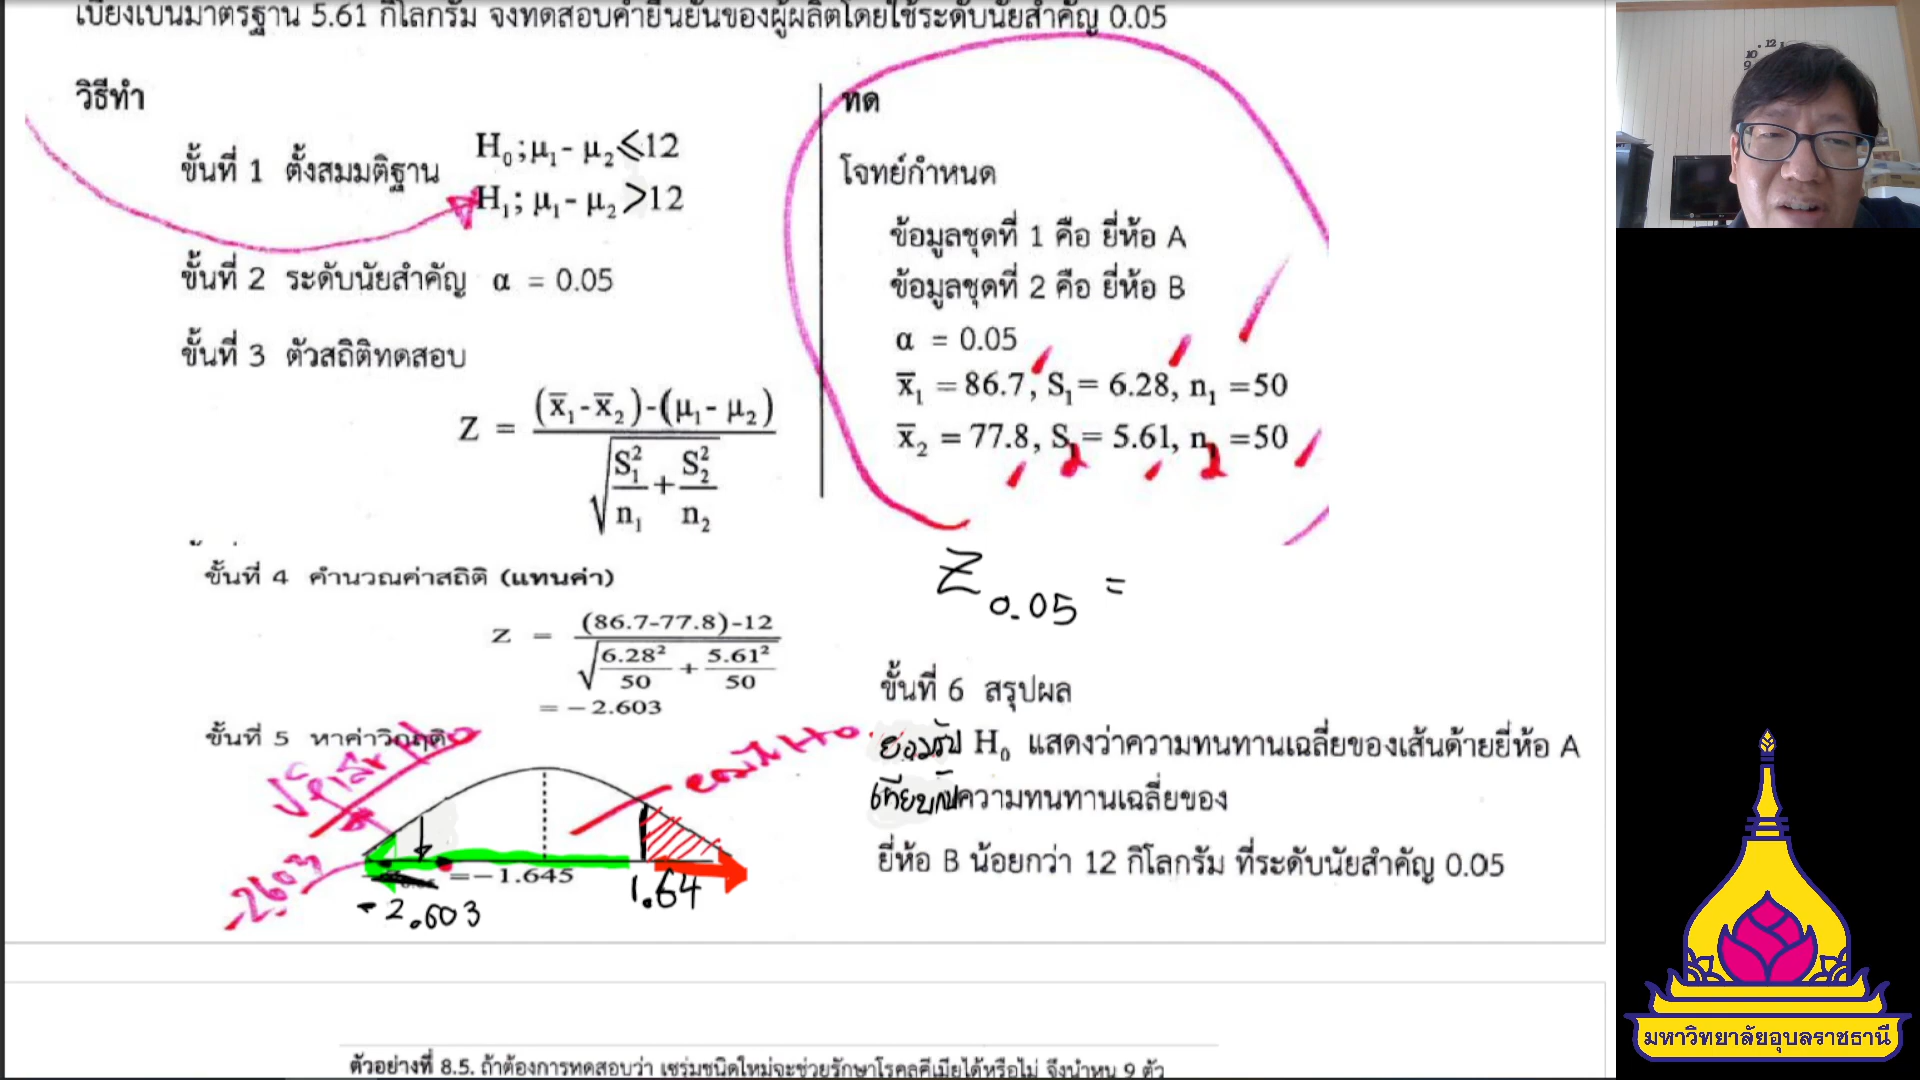 เบี่ยงเบนมาตรฐาน 5.61 กิโลกรัม จงทดสอบคำยืนยันของผู้ผลิตโดยใช้ระดับนัยสำคัญ 0.05
วิธีทำ
ขั้นที่ 1 ตั้งสมมติฐาน
H₀; μ₁- μ₂ ≤ 12
H₁; μ₁- μ₂ > 12
ขั้นที่ 2 ระดับนัยสำคัญ α = 0.05
ขั้นที่ 3 ตัวสถิติทดสอบ
Z = ((x̄₁-x̄₂)-(μ₁- μ₂)) / √(S₁²/n₁ + S₂²/n₂)
ทด
โจทย์กำหนด
ข้อมูลชุดที่ 1 คือ ยี่ห้อ A
ข้อมูลชุดที่ 2 คือ ยี่ห้อ B
α = 0.05
x̄₁ = 86.7, S₁ = 6.28, n₁ = 50
x̄₂ = 77.8, S₂ = 5.61, n₂ = 50
Z 0.05 =
ขั้นที่ 4 คำนวณค่าสถิติ (แทนค่า)
Z = ((86.7-77.8)-12) / √(6.28²/50 + 5.61²/50)
= - 2.603
ขั้นที่ 5 หาค่าวิกฤติ
ปฏิเสธ H0
ยอมรับ H0
-2.603
=-1.645
-2.603
1.64
ขั้นที่ 6 สรุปผล
ยอมรับ H₀ แสดงว่าความทนทานเฉลี่ยของเส้นด้ายยี่ห้อ A
เทียบกับความทนทานเฉลี่ยของ
ยี่ห้อ B น้อยกว่า 12 กิโลกรัม ที่ระดับนัยสำคัญ 0.05
ตัวอย่างที่ 8.5. ถ้าต้องการทดสอบว่า เซรุ่มชนิดใหม่จะช่วยรักษาโรคลูคีเมียได้หรือไม่ จึงนำหนู 9 ตัว
10 12
9
มหาวิทยาลัยอุบลราชธานี